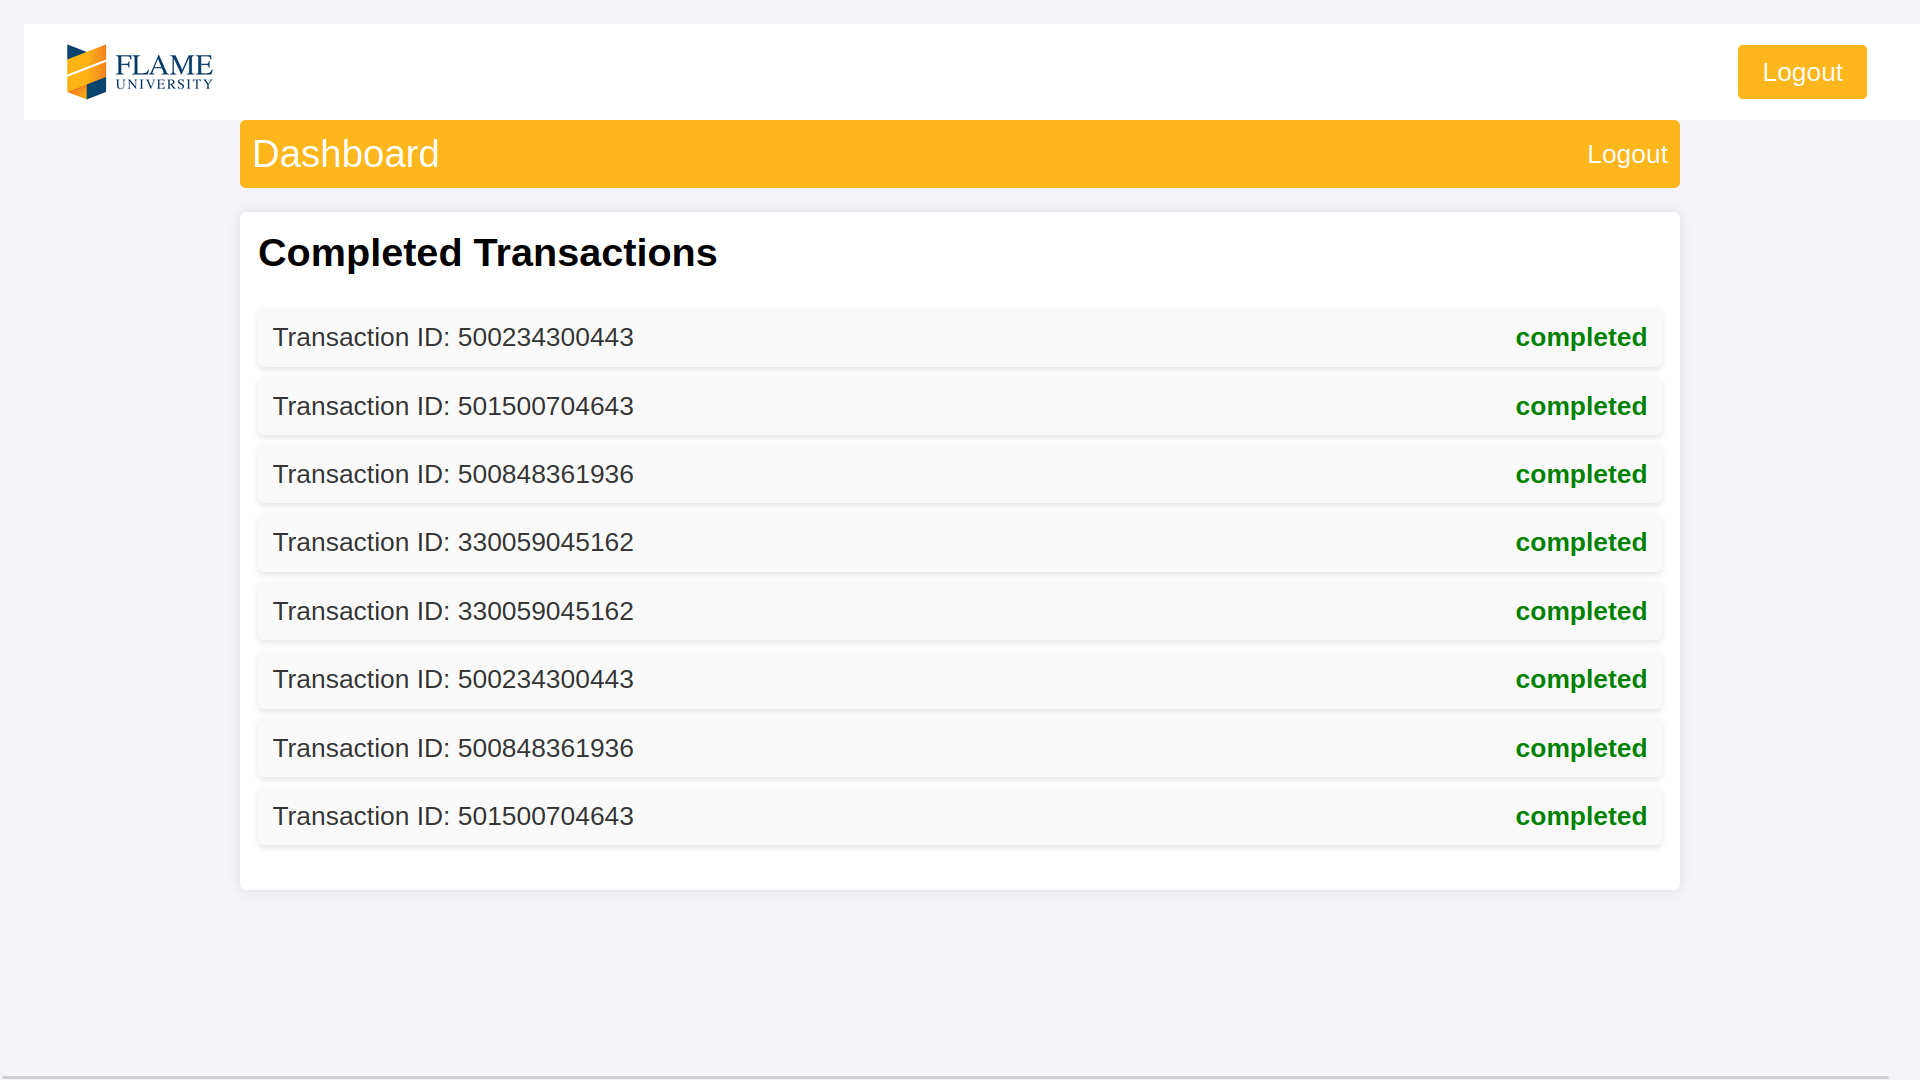 FLAME
UNIVERSITY
Logout
Dashboard
Logout
Completed Transactions
Transaction ID: 500234300443 completed
Transaction ID: 501500704643 completed
Transaction ID: 500848361936 completed
Transaction ID: 330059045162 completed
Transaction ID: 330059045162 completed
Transaction ID: 500234300443 completed
Transaction ID: 500848361936 completed
Transaction ID: 501500704643 completed